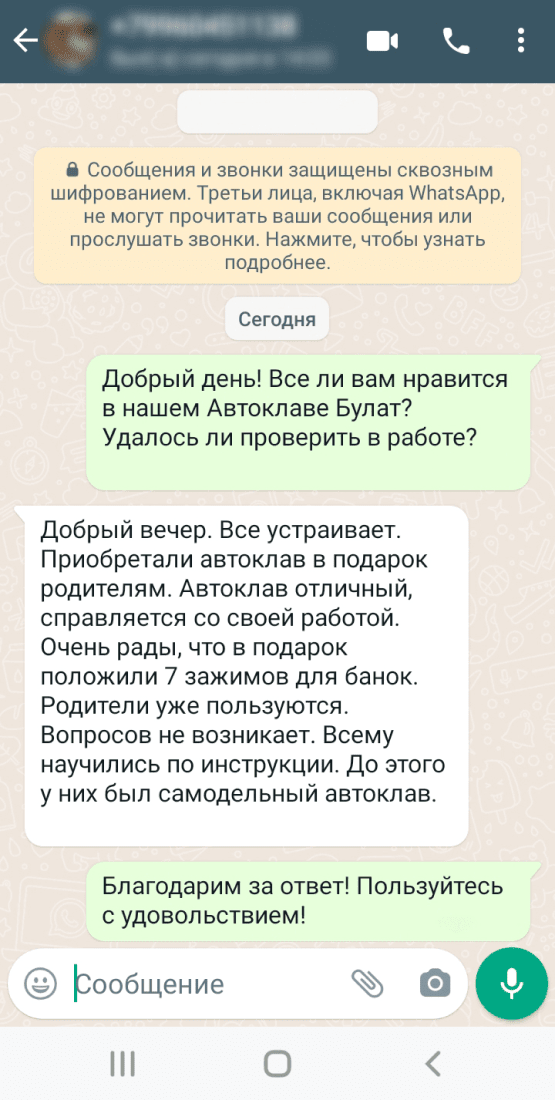 Сообщения и звонки защищены сквозным
шифрованием. Третьи лица, включая WhatsApp,
не могут прочитать ваши сообщения или
прослушать звонки. Нажмите, чтобы узнать
подробнее.
Сегодня
Добрый день! Все ли вам нравится
в нашем Автоклаве Булат?
Удалось ли проверить в работе?
Добрый вечер. Все устраивает.
Приобретали автоклав в подарок
родителям. Автоклав отличный,
справляется со своей работой.
Очень рады, что в подарок
положили 7 зажимов для банок.
Родители уже пользуются.
Вопросов не возникает. Всему
научились по инструкции. До этого
у них был самодельный автоклав.
Благодарим за ответ! Пользуйтесь
с удовольствием!
Сообщение